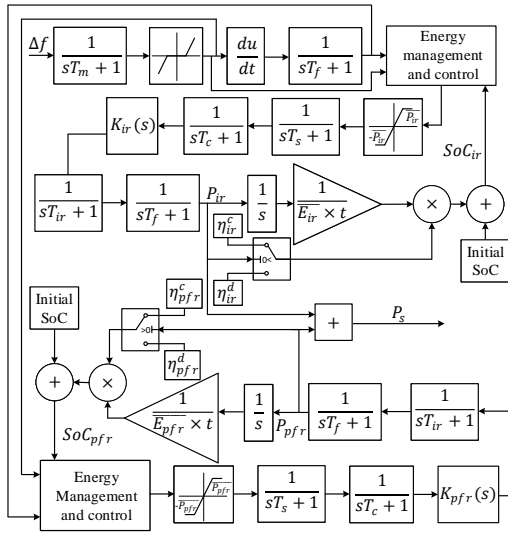 Δf
1
sT_m + 1
du
dt
1
sT_f + 1
Energy
management
and control
K_ir(s)
1
sT_c + 1
1
sT_s + 1
P_ir
-P_ir
SoC_ir
1
sT_ir + 1
1
sT_f + 1
P_ir
1
s
1
E_ir × t
×
+
η_ir^c
0<
η_ir^d
Initial
SoC
Initial
SoC
η_pfr^c
>0
η_pfr^d
+
P_s
+
×
1
E_pfr × t
1
s
P_pfr
1
sT_f + 1
1
sT_ir + 1
SoC_pfr
Energy
Management
and control
P_pfr
-P_pfr
1
sT_s + 1
1
sT_c + 1
K_pfr(s)